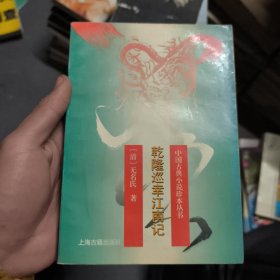 中国古典小说珍本丛书
乾隆巡幸江南记
〔清〕无名氏 著
上海古籍出版社